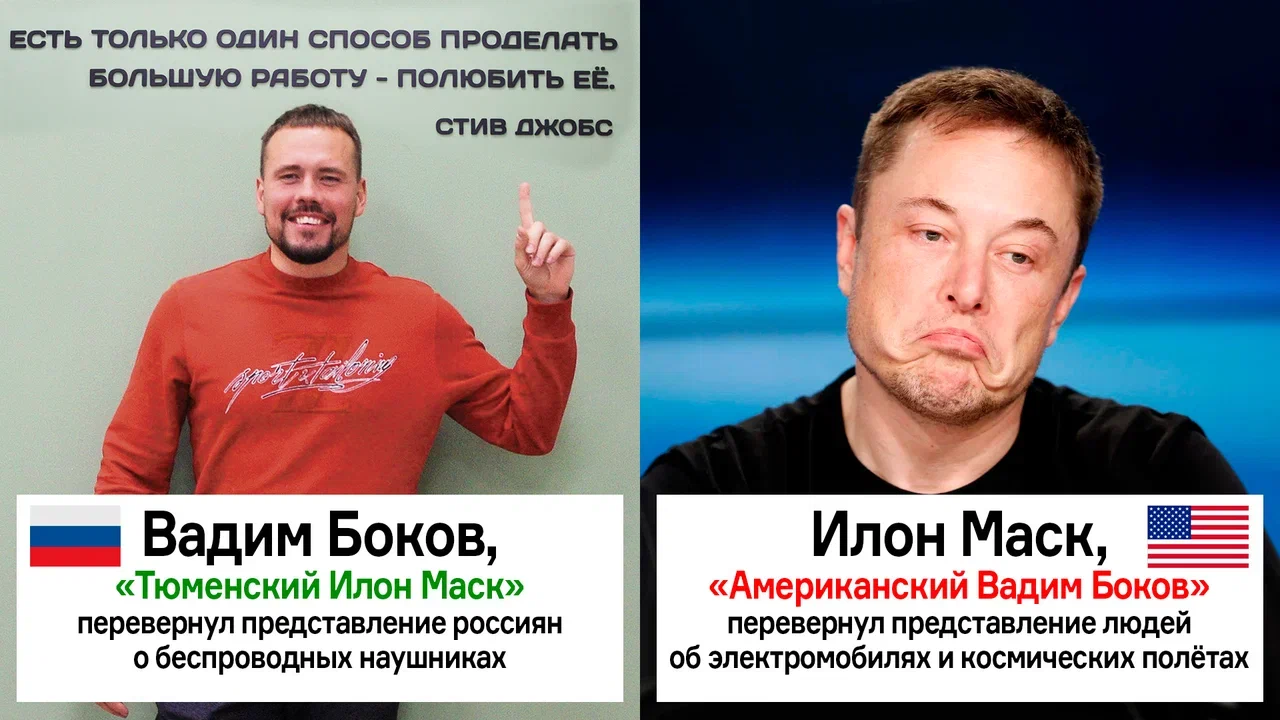 ЕСТЬ ТОЛЬКО ОДИН СПОСОБ ПРОДЕЛАТЬ
БОЛЬШУЮ РАБОТУ - ПОЛЮБИТЬ ЕЁ.
СТИВ ДЖОБС
Вадим Боков,
«Тюменский Илон Маск»
перевернул представление россиян
о беспроводных наушниках
Илон Маск,
«Американский Вадим Боков»
перевернул представление людей
об электромобилях и космических полётах